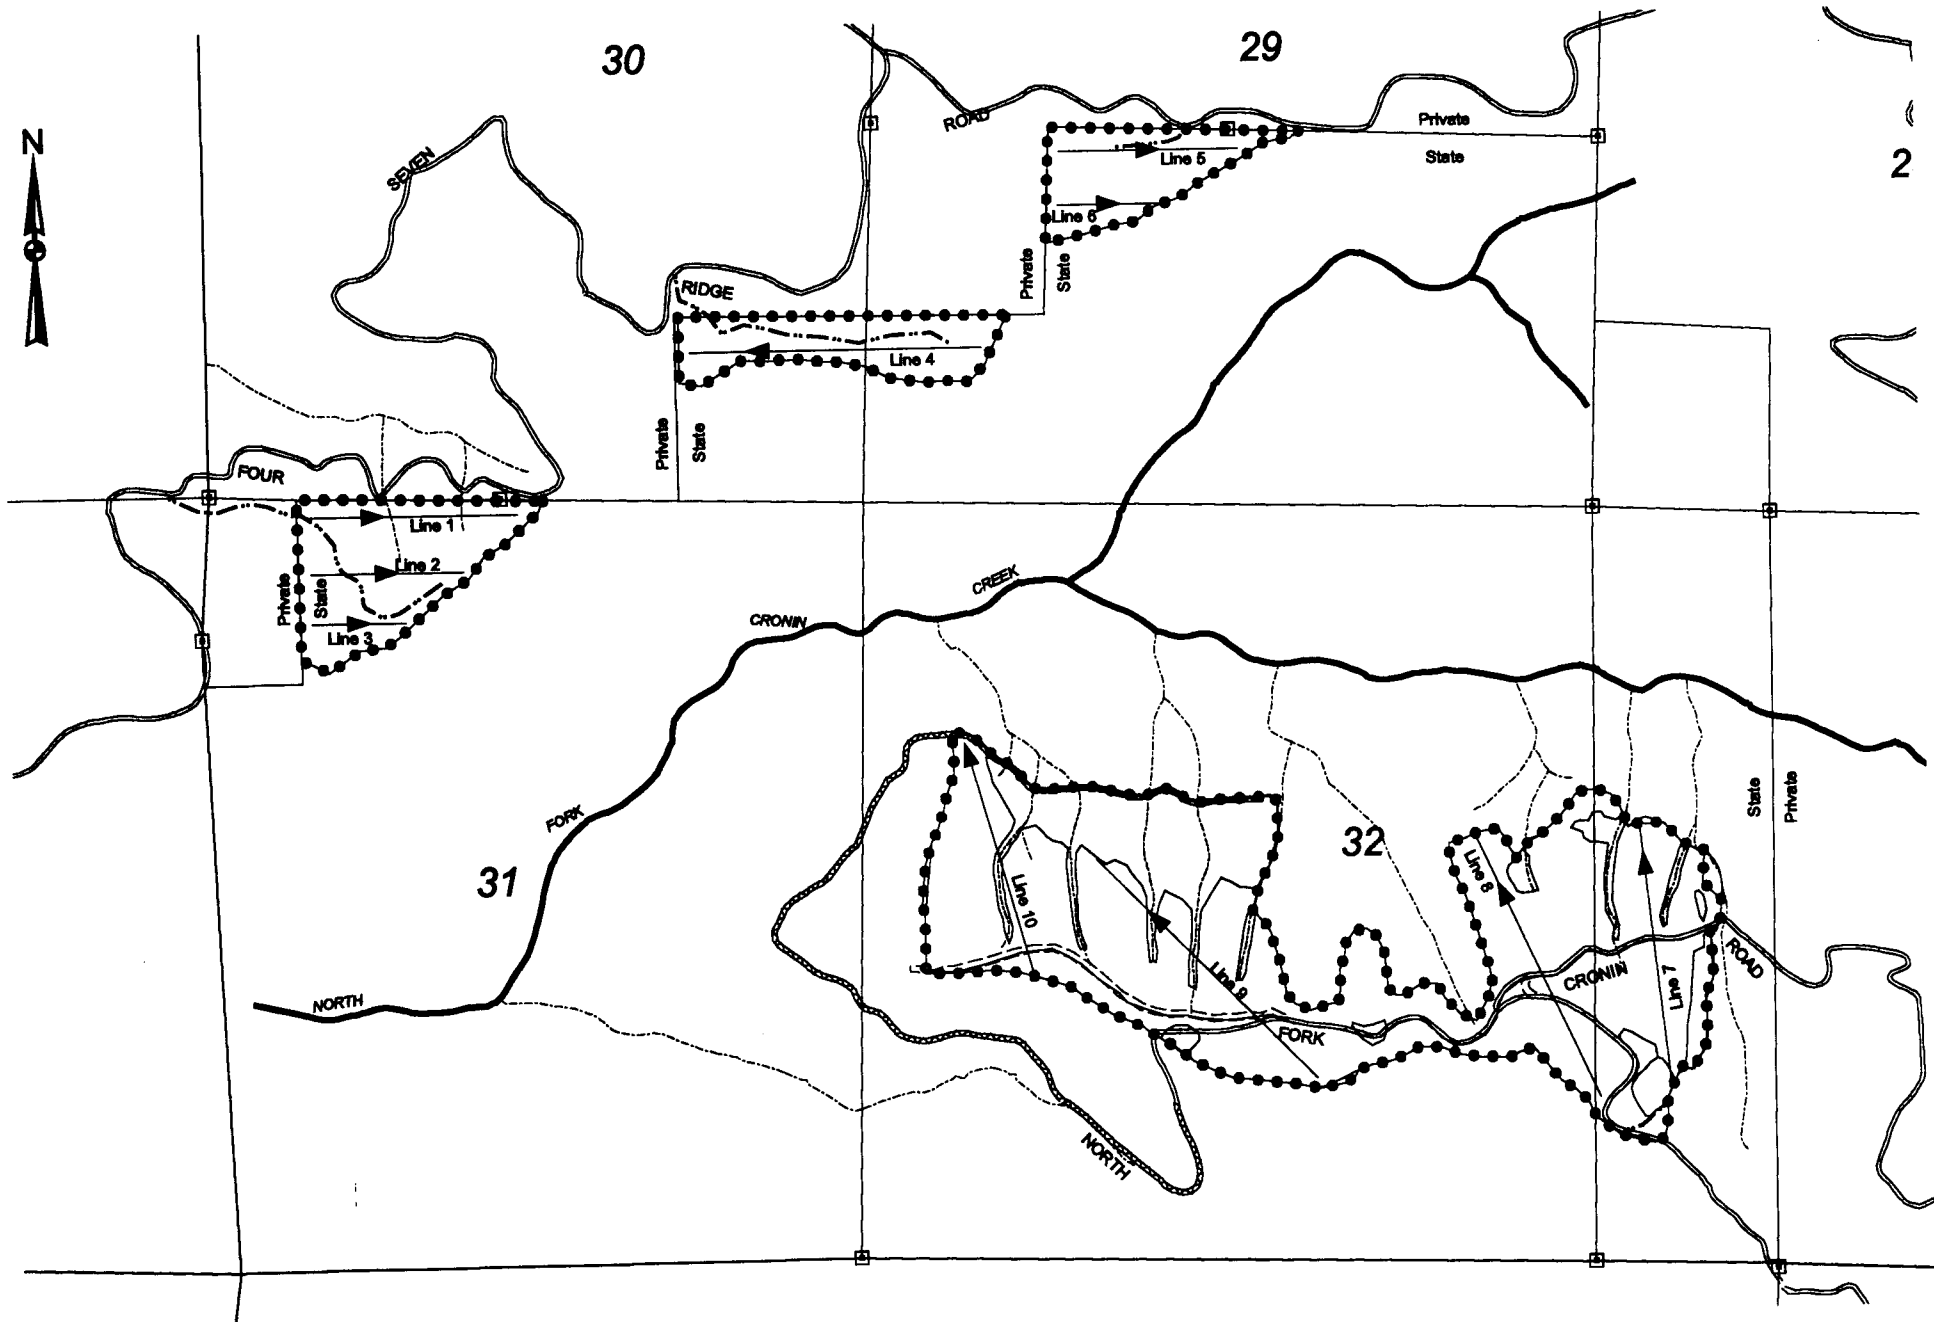 30
29
N
ROAD
Private
State
2
SEVEN
Line 5
Line 6
Private
State
RIDGE
Line 4
Private
State
FOUR
Line 1
Line 2
Private
State
Line 3
CREEK
CRONIN
FORK
State
Private
31
32
Line 8
Line 10
Line 9
Line 7
CRONIN
ROAD
NORTH
FORK
NORTH